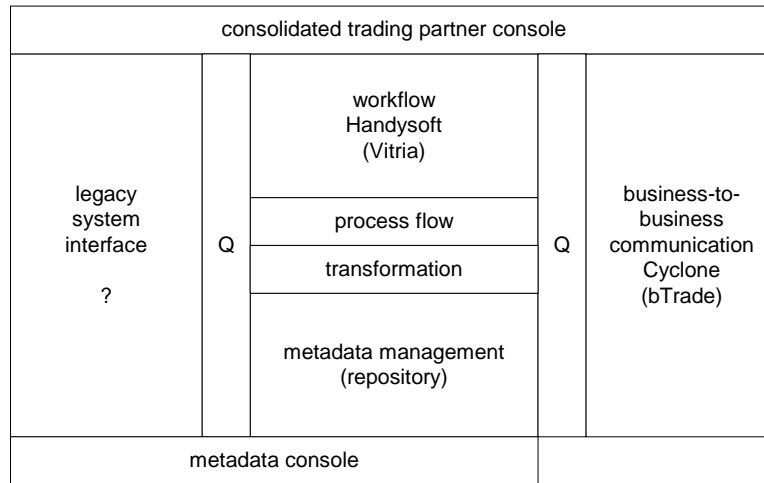 consolidated trading partner console
legacy
system
interface
?
Q
workflow
Handysoft
(Vitria)
process flow
transformation
metadata management
(repository)
Q
business-to-
business
communication
Cyclone
(bTrade)
metadata console